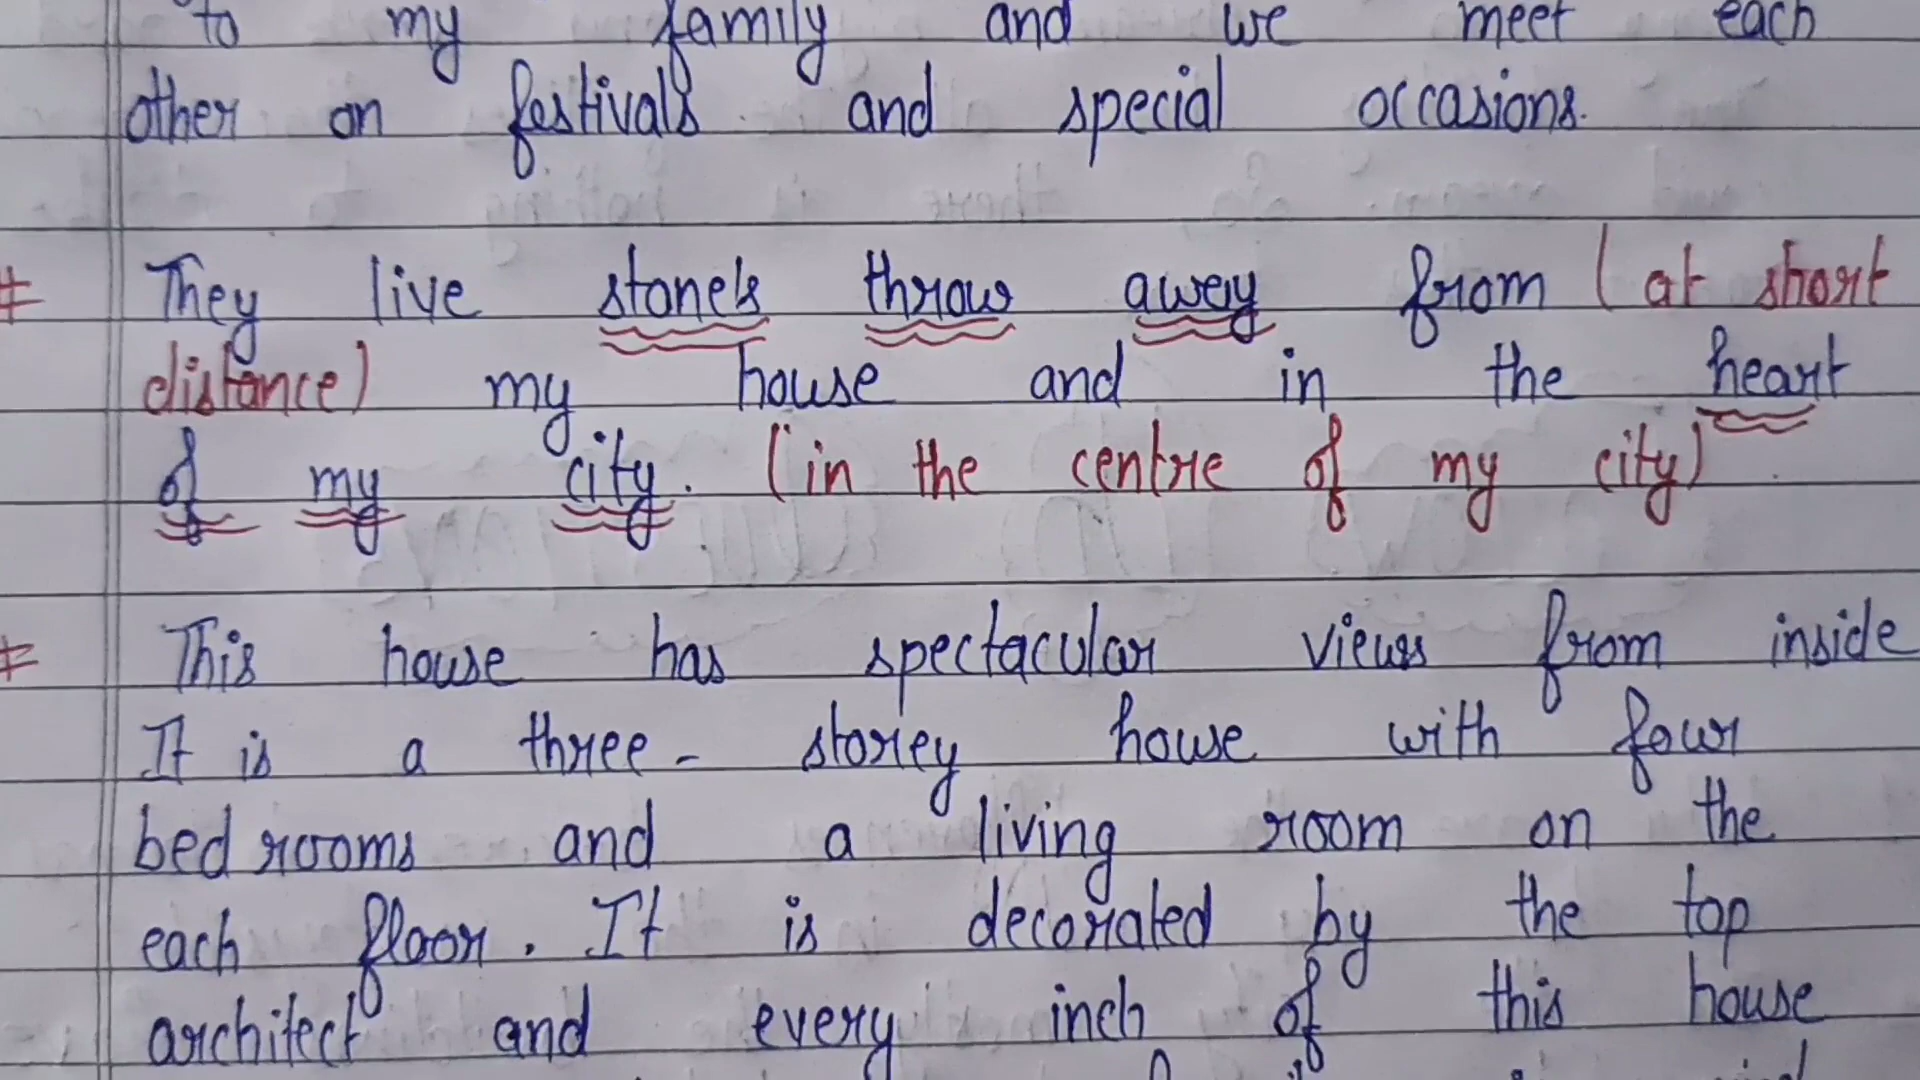 to my family and we meet each
other on festivals and special occasions.
# They live stone's throw away from (at short
distance) my house and in the heart
of my city. (in the centre of my city)
# This house has spectacular views from inside
It is a three-storey house with four
bed rooms and a living room on the
each floor. It is decorated by the top
architect and every inch of this house